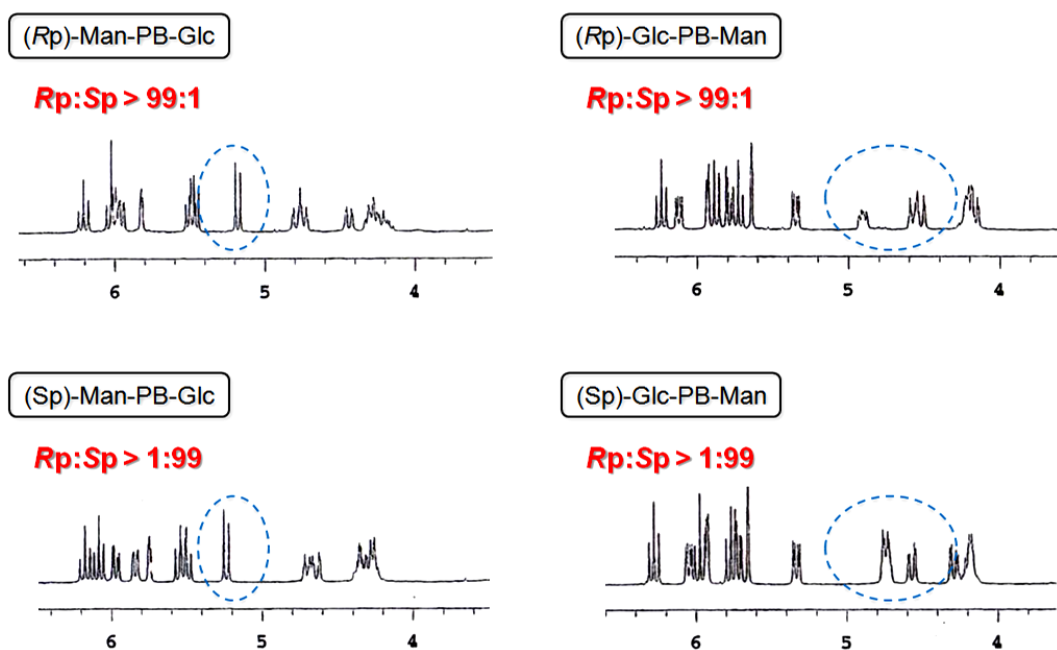 (Rp)-Man-PB-Glc
Rp:Sp > 99:1
6 5 4
(Rp)-Glc-PB-Man
Rp:Sp > 99:1
6 5 4
(Sp)-Man-PB-Glc
Rp:Sp > 1:99
6 5 4
(Sp)-Glc-PB-Man
Rp:Sp > 1:99
6 5 4